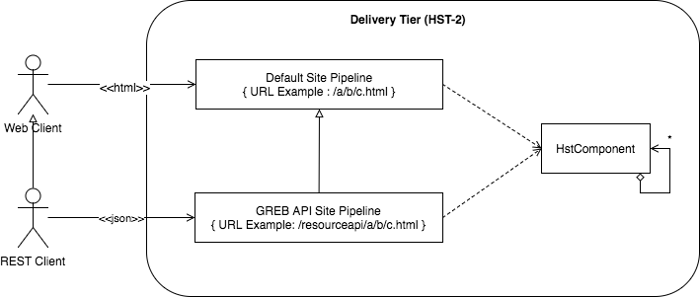 Delivery Tier (HST-2)
Default Site Pipeline
{ URL Example : /a/b/c.html }
<<html>>
Web Client
HstComponent
*
GREB API Site Pipeline
{ URL Example: /resourceapi/a/b/c.html }
<<json>>
REST Client